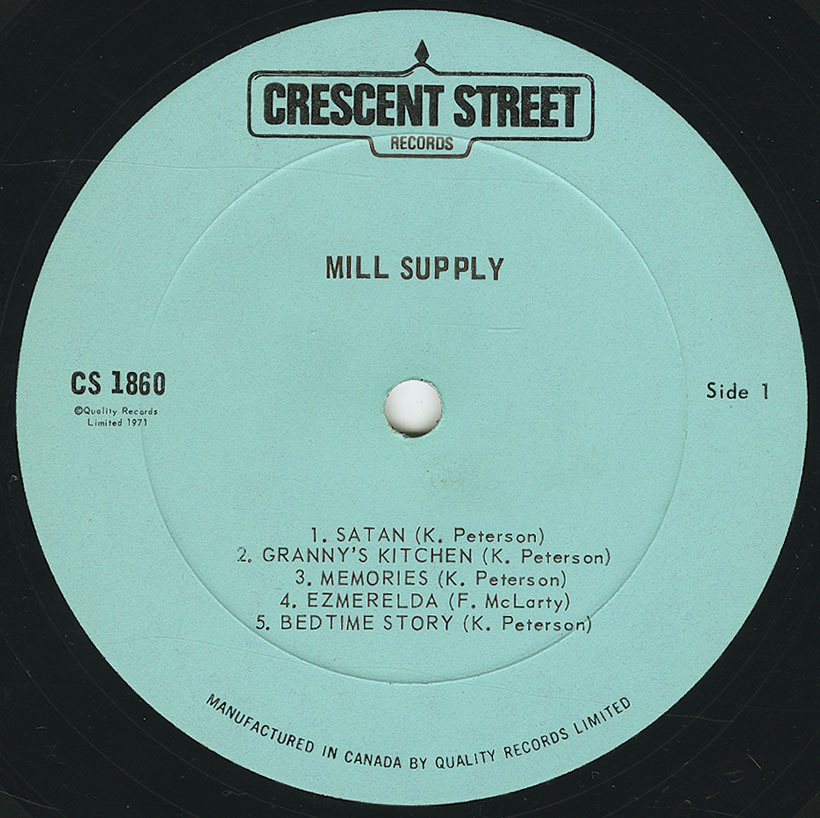 CRESCENT STREET
RECORDS
MILL SUPPLY
CS 1860
©Quality Records
Limited 1971
Side 1
1. SATAN (K. Peterson)
2. GRANNY'S KITCHEN (K. Peterson)
3. MEMORIES (K. Peterson)
4. EZMERELDA (F. McLarty)
5. BEDTIME STORY (K. Peterson)
MANUFACTURED IN CANADA BY QUALITY RECORDS LIMITED